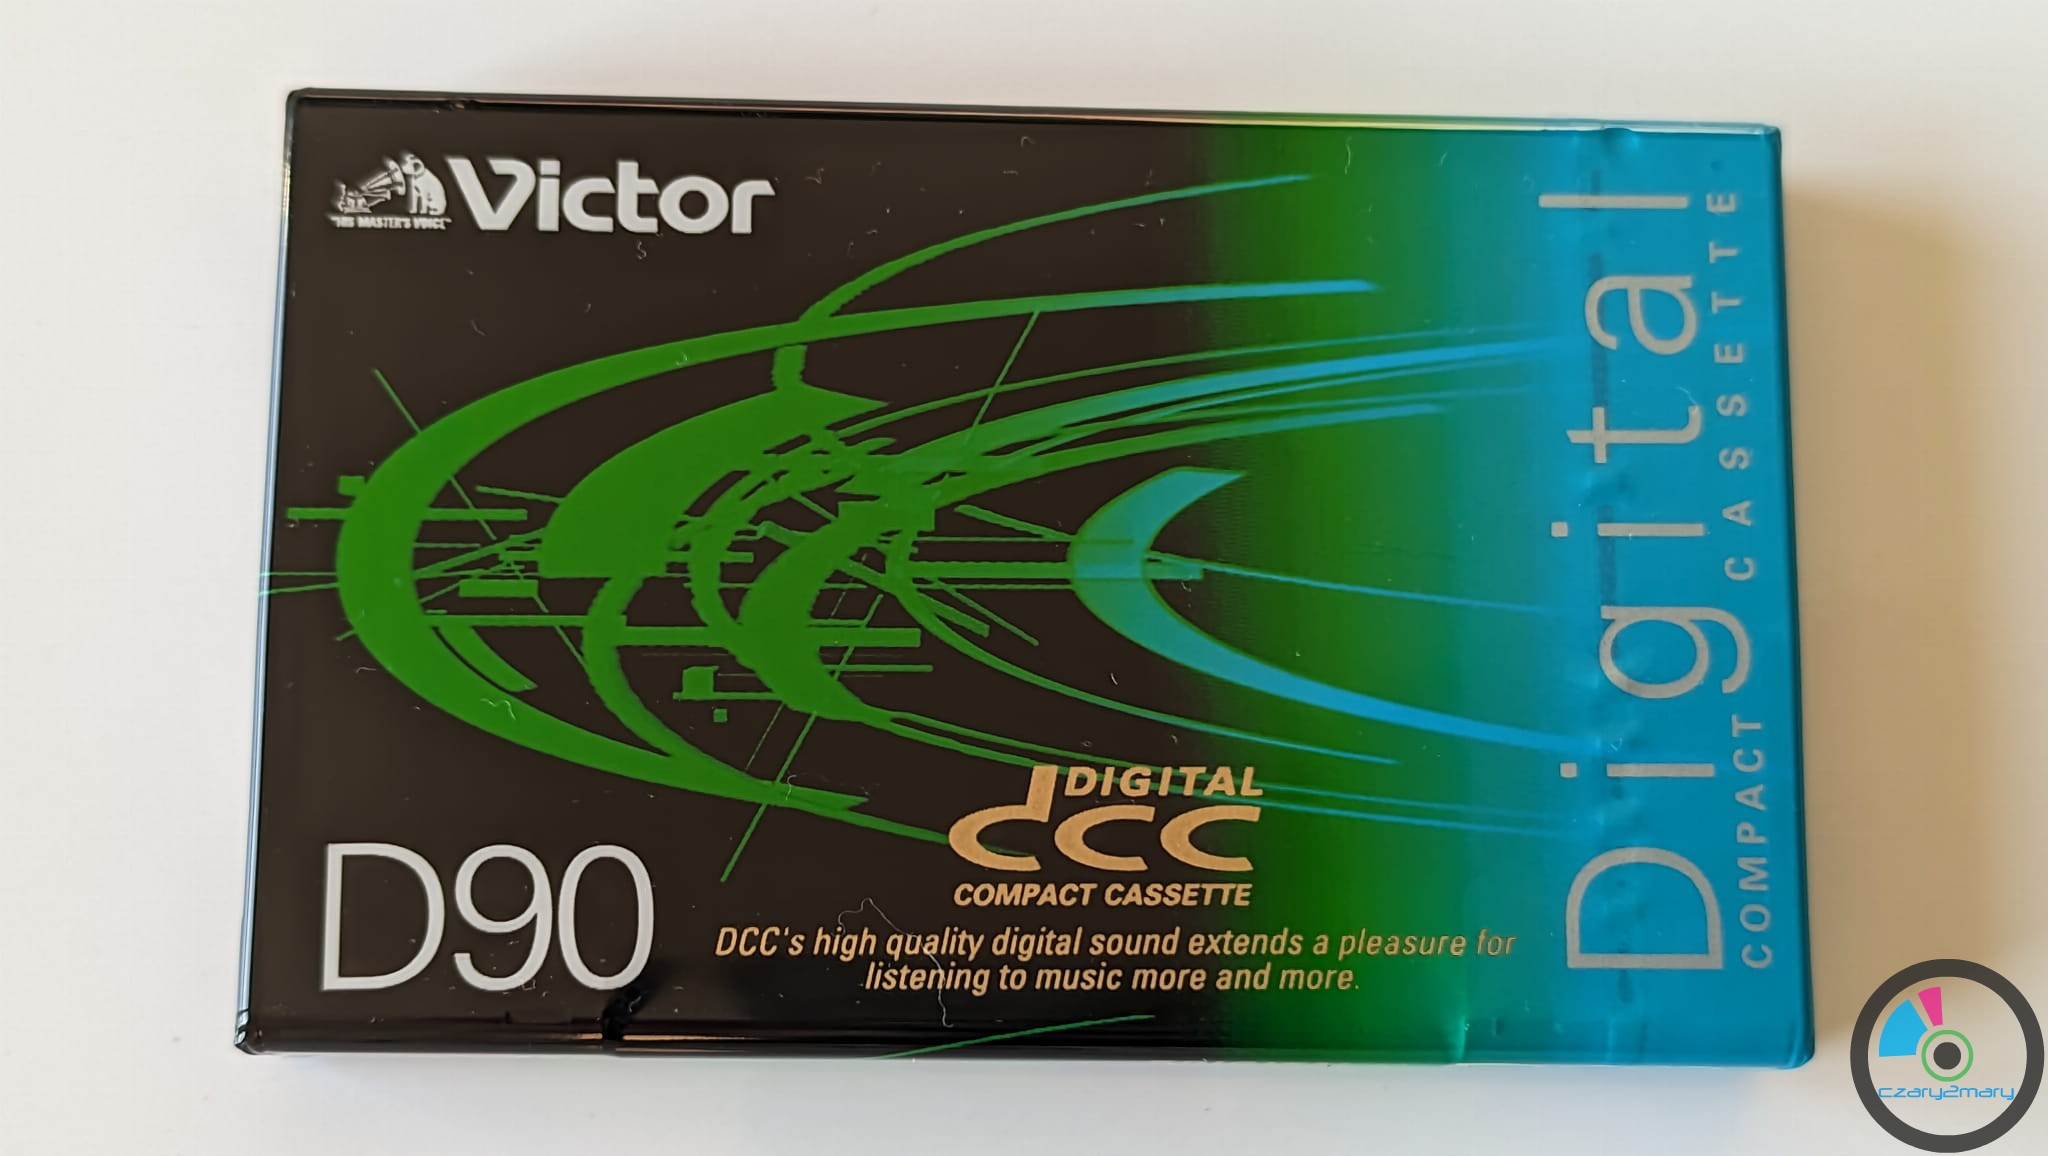 Victor
"HIS MASTER'S VOICE"
Digital
COMPACT CASSETTE
DIGITAL
dcc
COMPACT CASSETTE
D90
DCC's high quality digital sound extends a pleasure for
listening to music more and more.
czary2mary